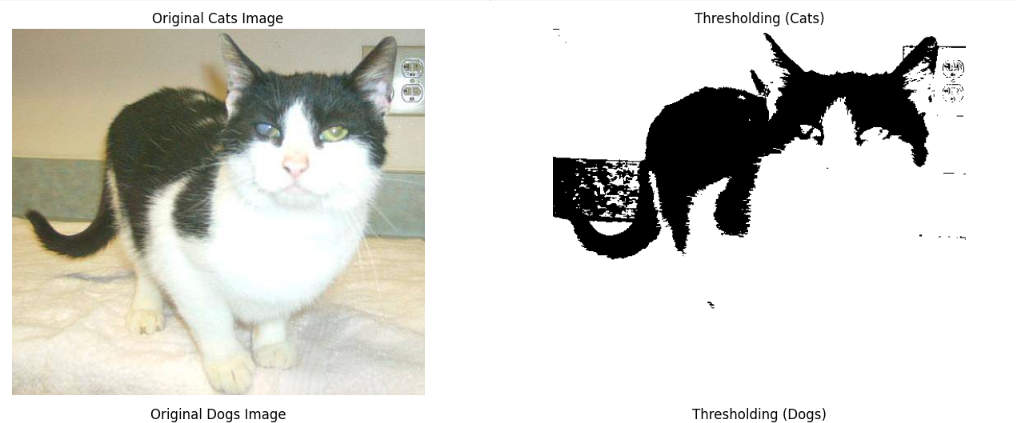 Original Cats Image
Thresholding (Cats)
Original Dogs Image
Thresholding (Dogs)